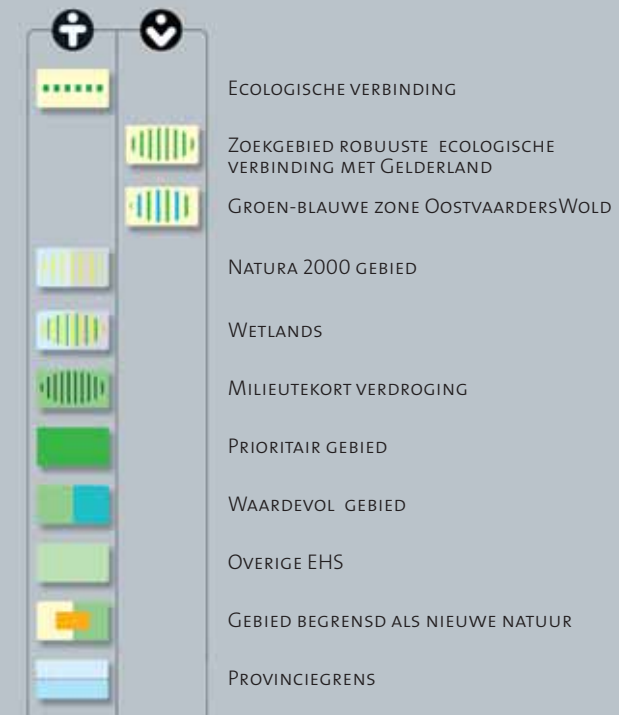 Ecologische verbinding
Zoekgebied robuuste ecologische
verbinding met Gelderland
Groen-blauwe zone OostvaardersWold
Natura 2000 gebied
Wetlands
Milieutekort verdroging
Prioritair gebied
Waardevol gebied
Overige EHS
Gebied begrensd als nieuwe natuur
Provinciegrens